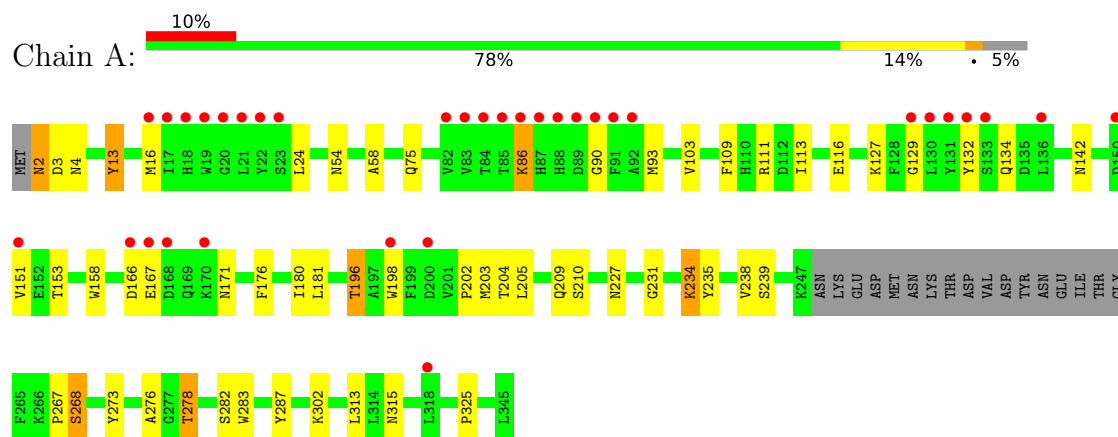 10%
Chain A:
78% 14% • 5%
MET N2 D3 N4 Y13 M16 I17 H18 W19 G20 L21 Y22 S23 L24 N54 A58 Q75 V82 V83 T84 T85 K86 H87 H88 D89 G90 F91 A92 M93 V103 F109 H110 R111 D112 I113 E116 K127 F128 G129 L130 Y131 Y132 S133 Q134 D135 L136 N142 D150
V151 E152 T153 W158 D166 E167 D168 Q169 K170 N171 F176 I180 L181 T196 A197 W198 F199 D200 V201 P202 M203 T204 L205 Q209 S210 N227 G231 K234 Y235 V238 S239 K247 ASN LYS GLU ASP MET ASN LYS THR ASP VAL ASP TYR ASN GLU ILE THR GLY
F265 K266 P267 S268 Y273 A276 G277 T278 S282 W283 Y287 K302 L313 L314 N315 L318 P325 L345